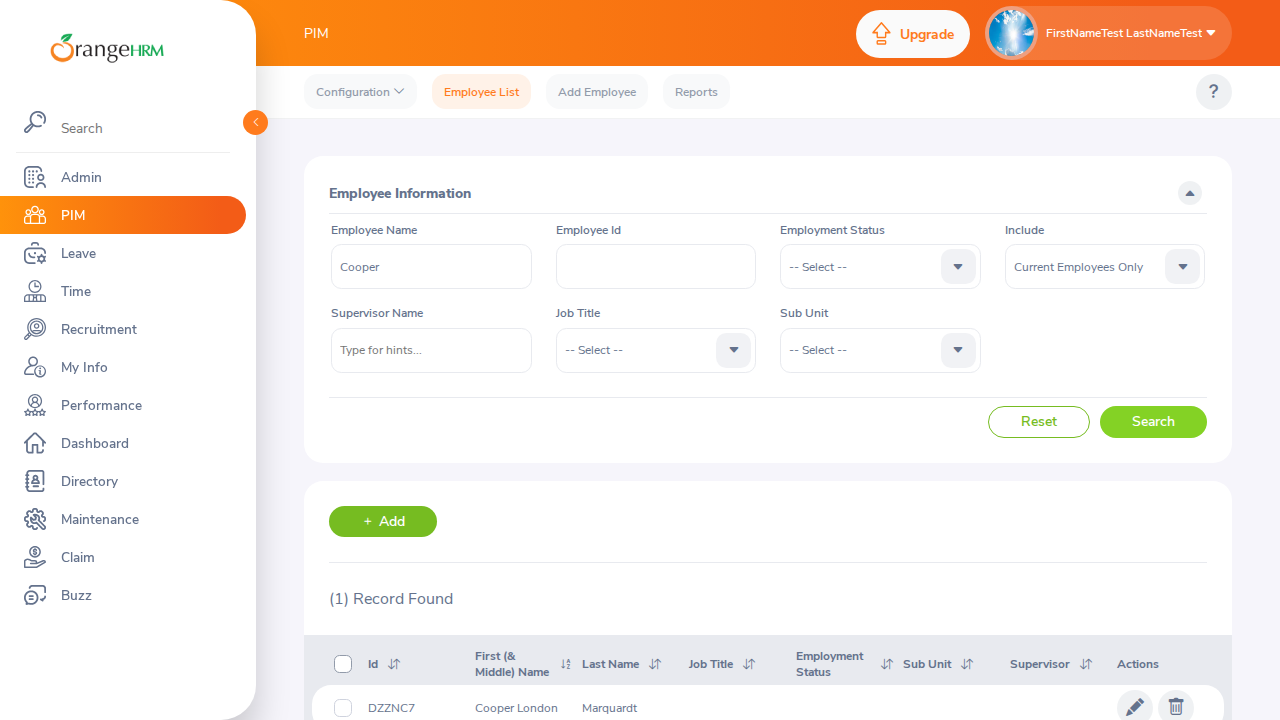 OrangeHRM
PIM
Upgrade
FirstNameTest LastNameTest
Configuration
Employee List
Add Employee
Reports
?
Search
Admin
PIM
Leave
Time
Recruitment
My Info
Performance
Dashboard
Directory
Maintenance
Claim
Buzz
Employee Information
Employee Name
Employee Id
Employment Status
Include
Cooper
-- Select --
Current Employees Only
Supervisor Name
Job Title
Sub Unit
Type for hints...
-- Select --
-- Select --
Reset
Search
+ Add
(1) Record Found
Id
First (&
Middle) Name
Last Name
Job Title
Employment
Status
Sub Unit
Supervisor
Actions
DZZNC7
Cooper London
Marquardt